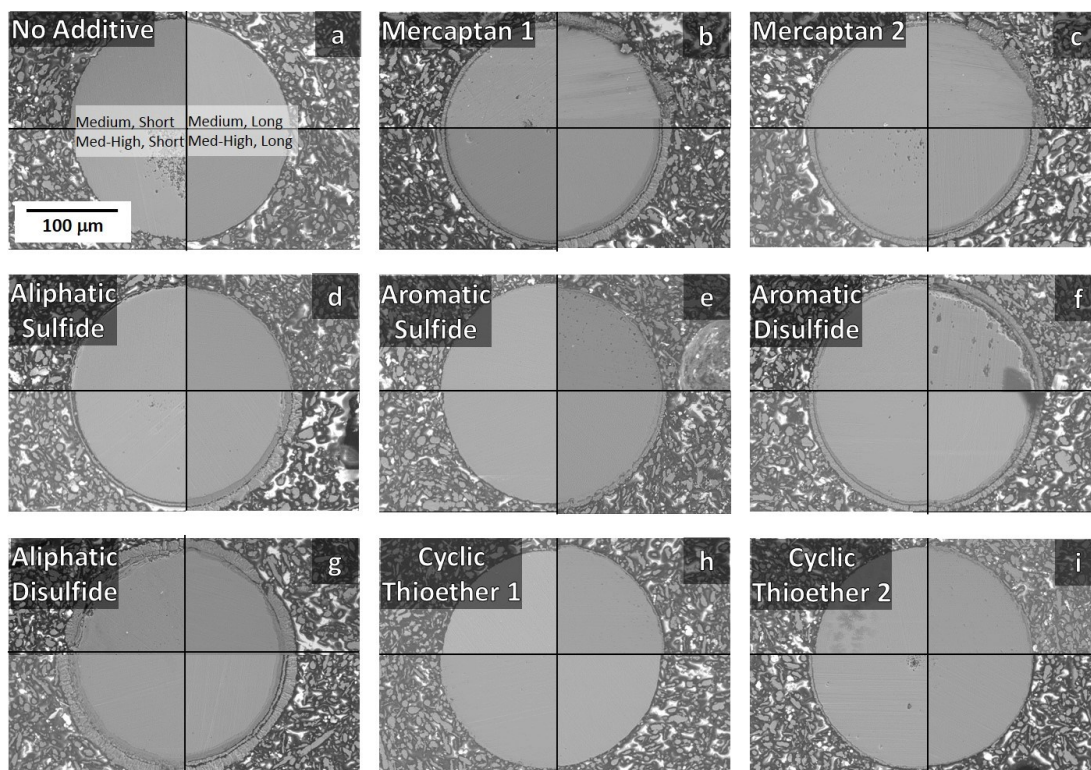 No Additive
a
Medium, Short
Medium, Long
Med-High, Short
Med-High, Long
100 μm
Mercaptan 1
b
Mercaptan 2
c
Aliphatic
Sulfide
d
Aromatic
Sulfide
e
Aromatic
Disulfide
f
Aliphatic
Disulfide
g
Cyclic
Thioether 1
h
Cyclic
Thioether 2
i